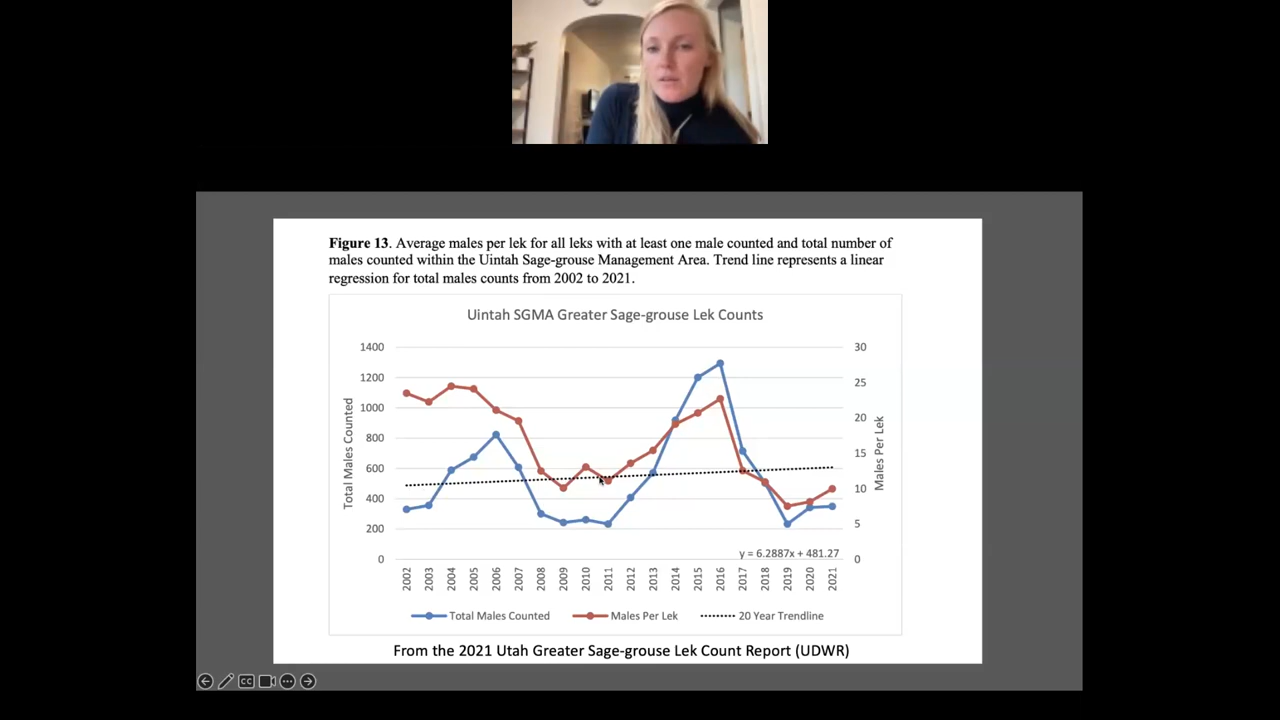 Figure 13. Average males per lek for all leks with at least one male counted and total number of
males counted within the Uintah Sage-grouse Management Area. Trend line represents a linear
regression for total males counts from 2002 to 2021.
Uintah SGMA Greater Sage-grouse Lek Counts
Total Males Counted
1400
1200
1000
800
600
400
200
0
30
25
20
15
10
5
0
Males Per Lek
y = 6.2887x + 481.27
2002 2003 2004 2005 2006 2007 2008 2009 2010 2011 2012 2013 2014 2015 2016 2017 2018 2019 2020 2021
Total Males Counted Males Per Lek 20 Year Trendline
From the 2021 Utah Greater Sage-grouse Lek Count Report (UDWR)
CC